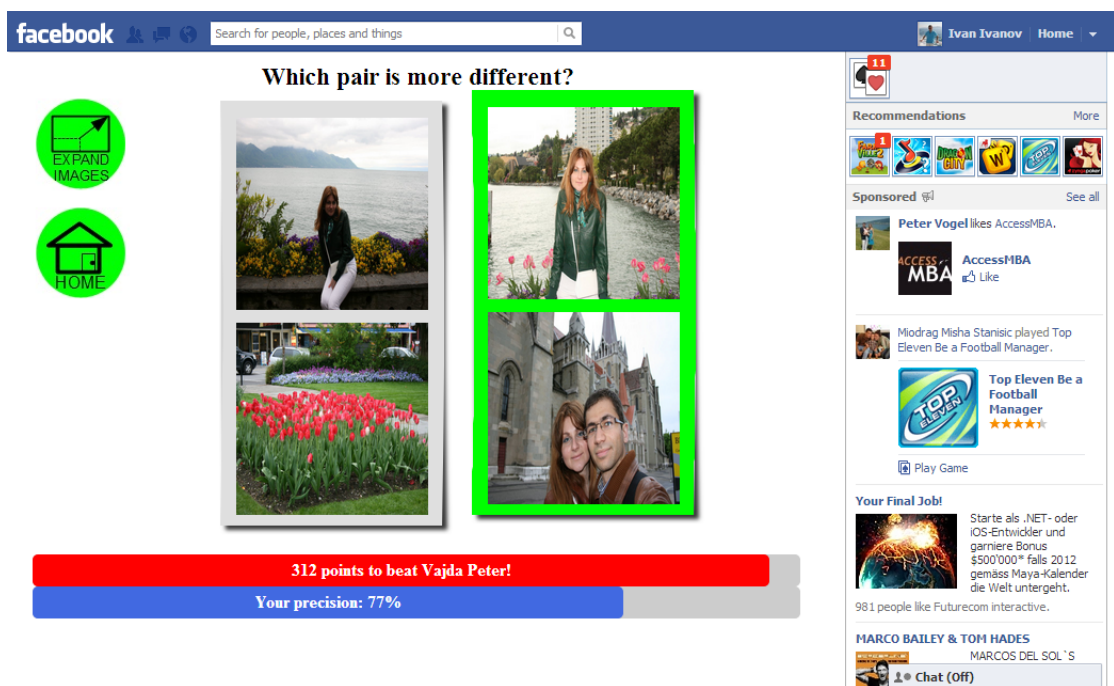 facebook
Search for people, places and things
Ivan Ivanov
Home
Which pair is more different?
EXPAND
IMAGES
HOME
312 points to beat Vajda Peter!
Your precision: 77%
11
Recommendations
More
1
DRAGON
CITY
W
TOP
ELEVEN
Sponsored
See all
Peter Vogel likes AccessMBA.
ACCESS
MBA
AccessMBA
Like
Miodrag Misha Stanisic played Top
Eleven Be a Football Manager.
TOP
ELEVEN
Top Eleven Be a
Football
Manager
Play Game
Your Final Job!
Starte als .NET- oder
iOS-Entwickler und
garniere Bonus
$500'000* falls 2012
gemäss Maya-Kalender
die Welt untergeht.
981 people like Futurecom interactive.
MARCO BAILEY & TOM HADES
MARCOS DEL SOL`S
Chat (Off)